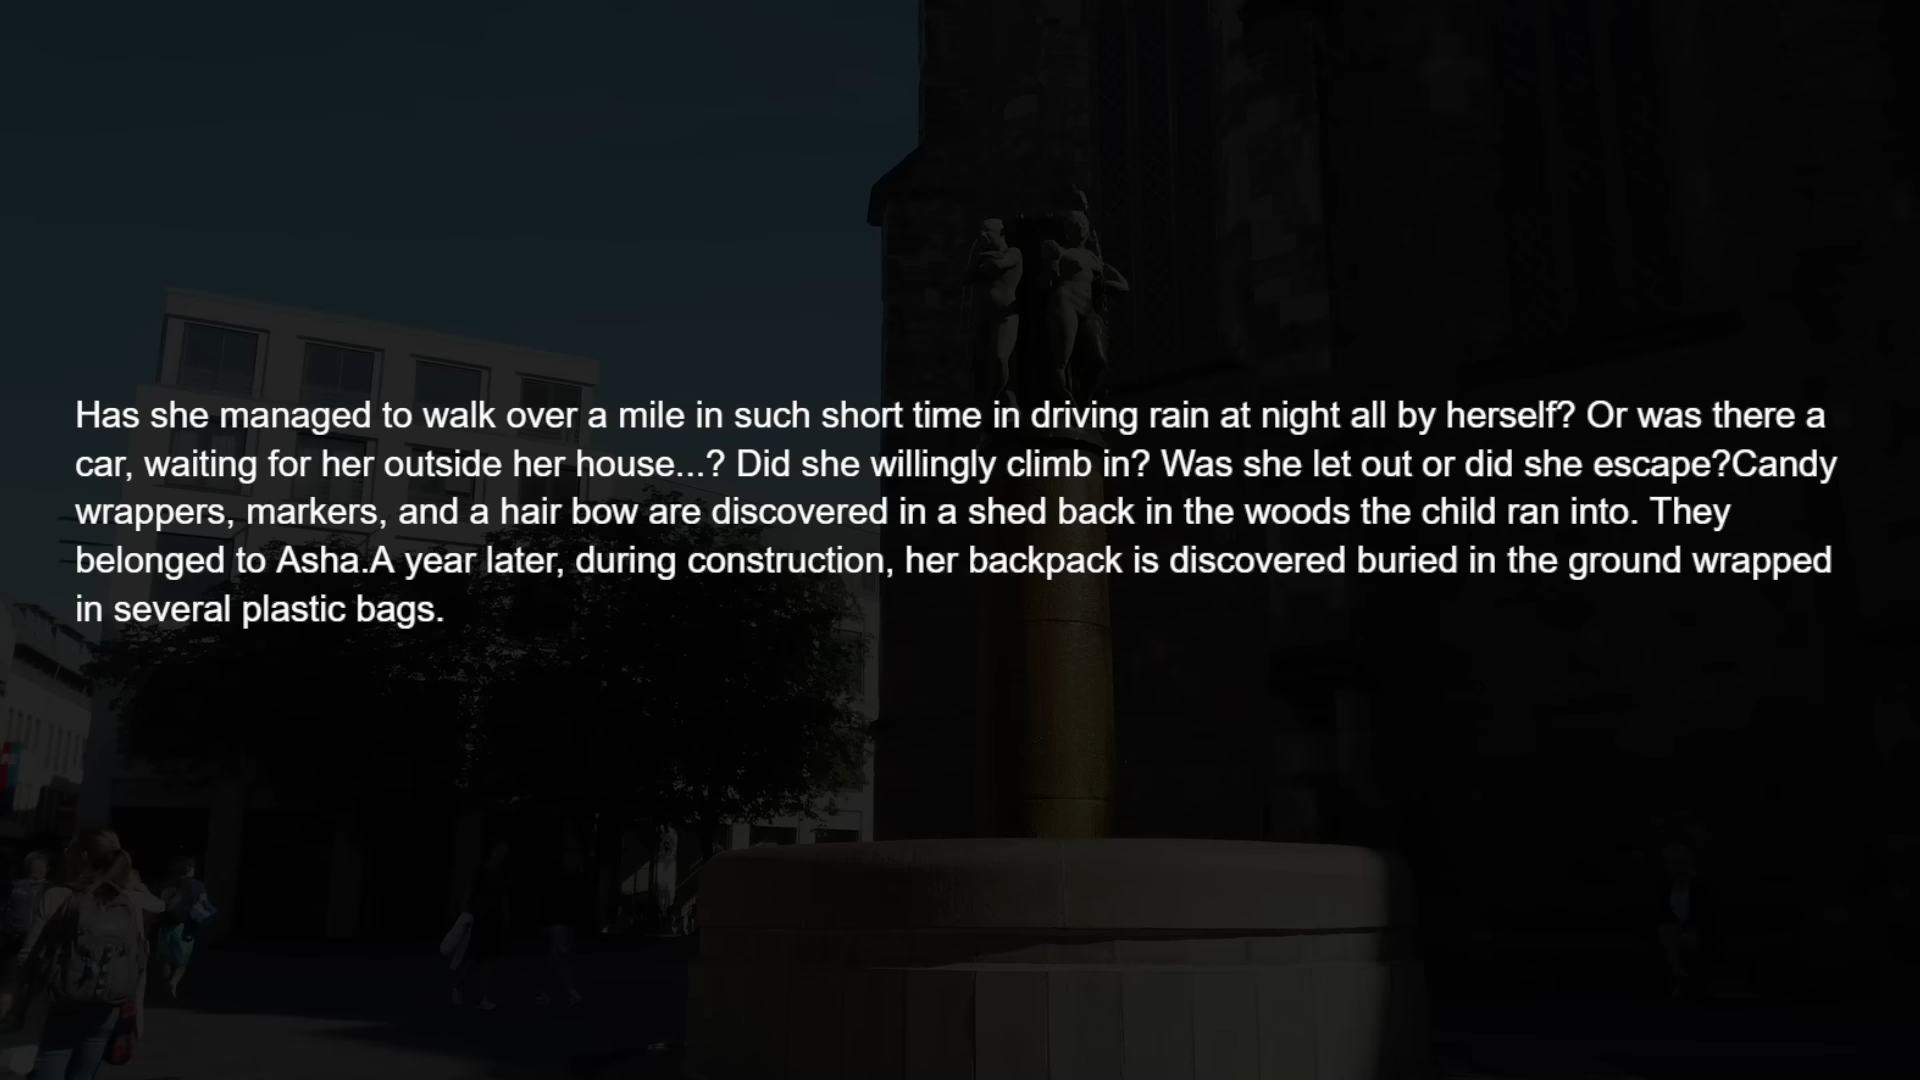 Has she managed to walk over a mile in such short time in driving rain at night all by herself? Or was there a
car, waiting for her outside her house...? Did she willingly climb in? Was she let out or did she escape?Candy
wrappers, markers, and a hair bow are discovered in a shed back in the woods the child ran into. They
belonged to Asha.A year later, during construction, her backpack is discovered buried in the ground wrapped
in several plastic bags.